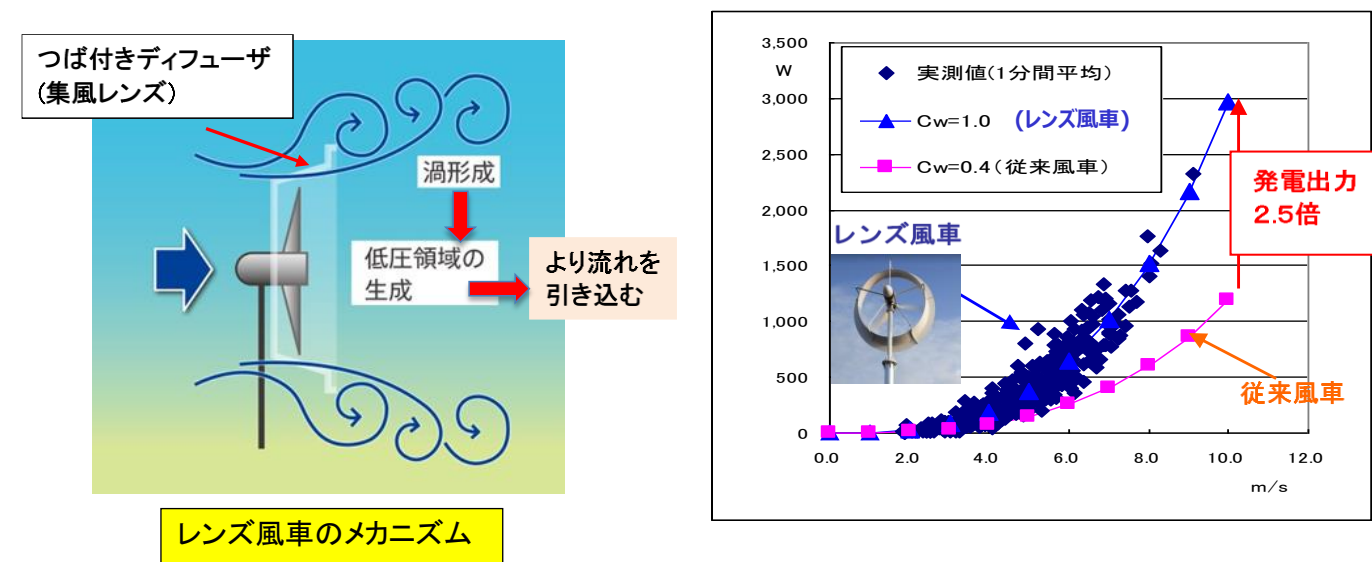 つば付きディフューザ
(集風レンズ)
渦形成
低圧領域の
生成
より流れを
引き込む
レンズ風車のメカニズム
3,500
W
3,000
2,500
2,000
1,500
1,000
500
0
0.0 2.0 4.0 6.0 8.0 10.0 12.0
m/s
実測値(1分間平均)
Cw=1.0 (レンズ風車)
Cw=0.4(従来風車)
レンズ風車
発電出力
2.5倍
従来風車